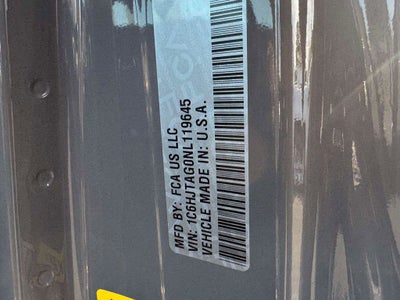 MFD BY: FCA US LLC
VIN: 1C6HJTAG0NL119645
VEHICLE MADE IN: U.S.A.